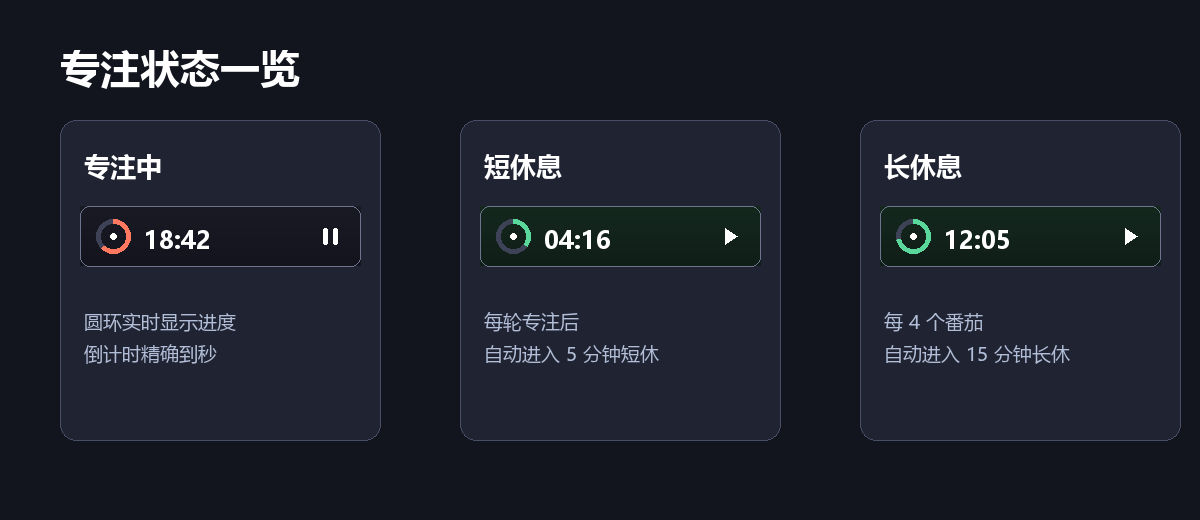 专注状态一览
专注中
18:42
圆环实时显示进度
倒计时精确到秒
短休息
04:16
每轮专注后
自动进入 5 分钟短休
长休息
12:05
每 4 个番茄
自动进入 15 分钟长休